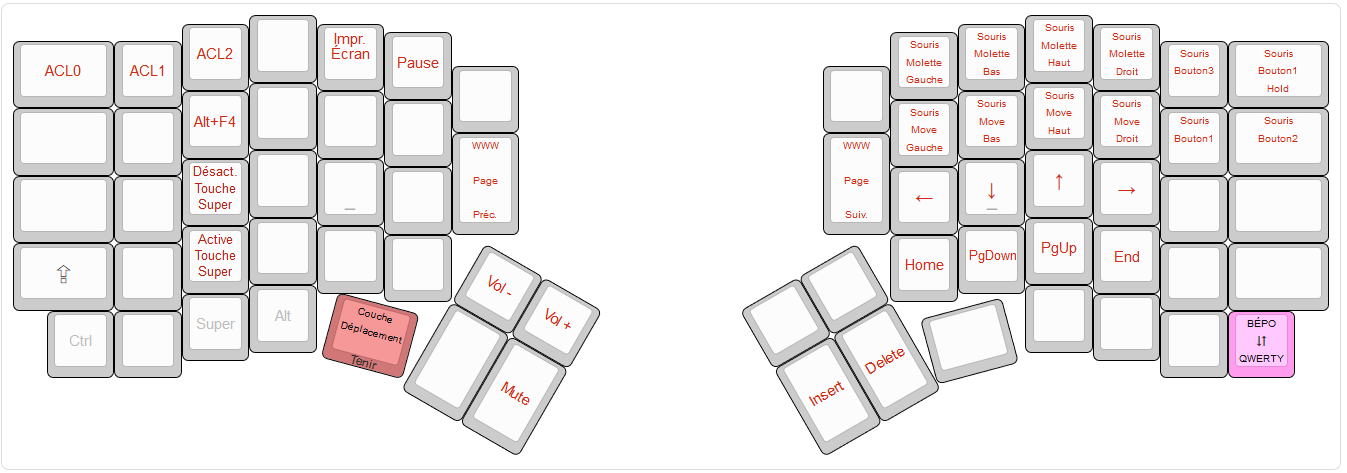 ACL0
ACL1
ACL2
Impr.
Écran
Pause
Alt+F4
WWW
Page
Préc.
Désact.
Touche
Super
_
Active
Touche
Super
⇪
Ctrl
Super
Alt
Couche
Déplacement
Tenir
Vol -
Vol +
Mute
Souris
Molette
Gauche
Souris
Molette
Bas
Souris
Molette
Haut
Souris
Molette
Droit
Souris
Bouton3
Souris
Bouton1
Hold
WWW
Page
Suiv.
Souris
Move
Gauche
Souris
Move
Bas
Souris
Move
Haut
Souris
Move
Droit
Souris
Bouton1
Souris
Bouton2
←
↓
_
↑
→
Home
PgDown
PgUp
End
Insert
Delete
BÉPO
⇵
QWERTY